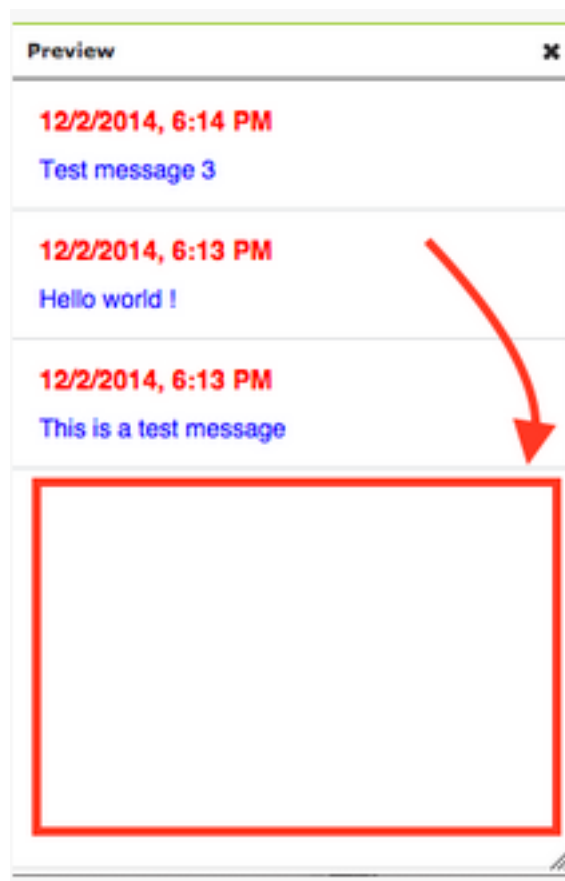 Preview
12/2/2014, 6:14 PM
Test message 3
12/2/2014, 6:13 PM
Hello world !
12/2/2014, 6:13 PM
This is a test message